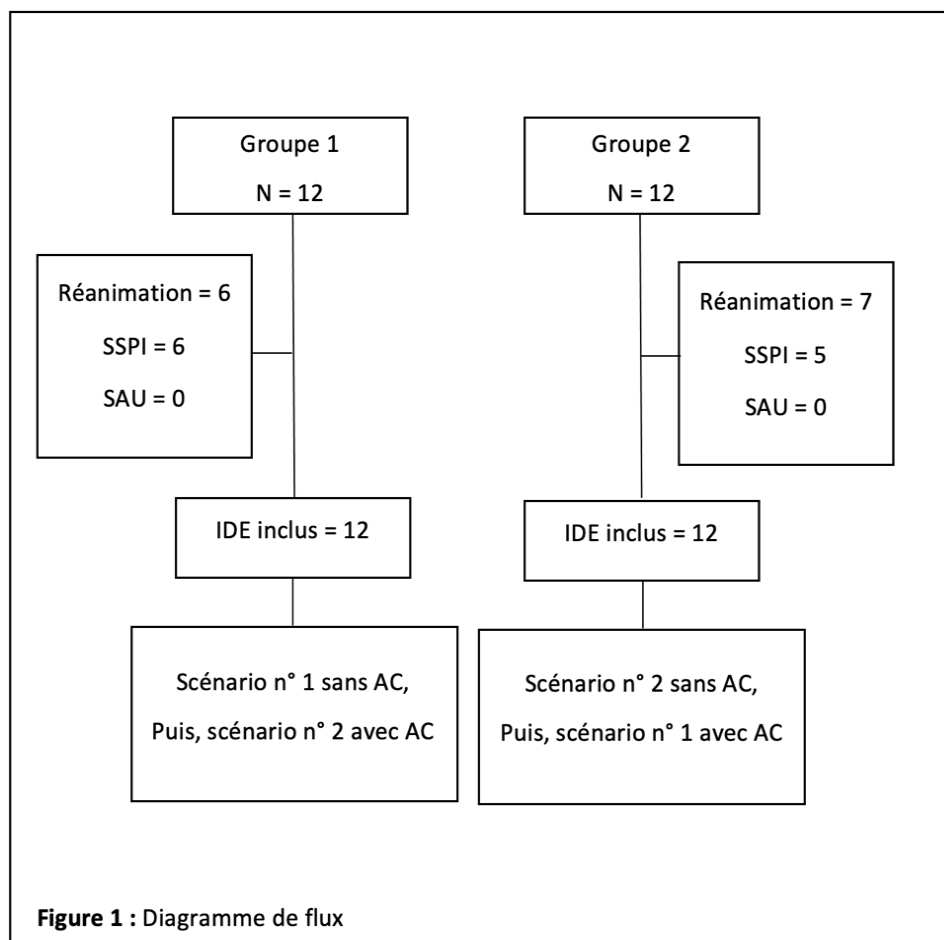 Groupe 1
N = 12
Groupe 2
N = 12
Réanimation = 6
SSPI = 6
SAU = 0
Réanimation = 7
SSPI = 5
SAU = 0
IDE inclus = 12
IDE inclus = 12
Scénario n° 1 sans AC,
Puis, scénario n° 2 avec AC
Scénario n° 2 sans AC,
Puis, scénario n° 1 avec AC
Figure 1 : Diagramme de flux